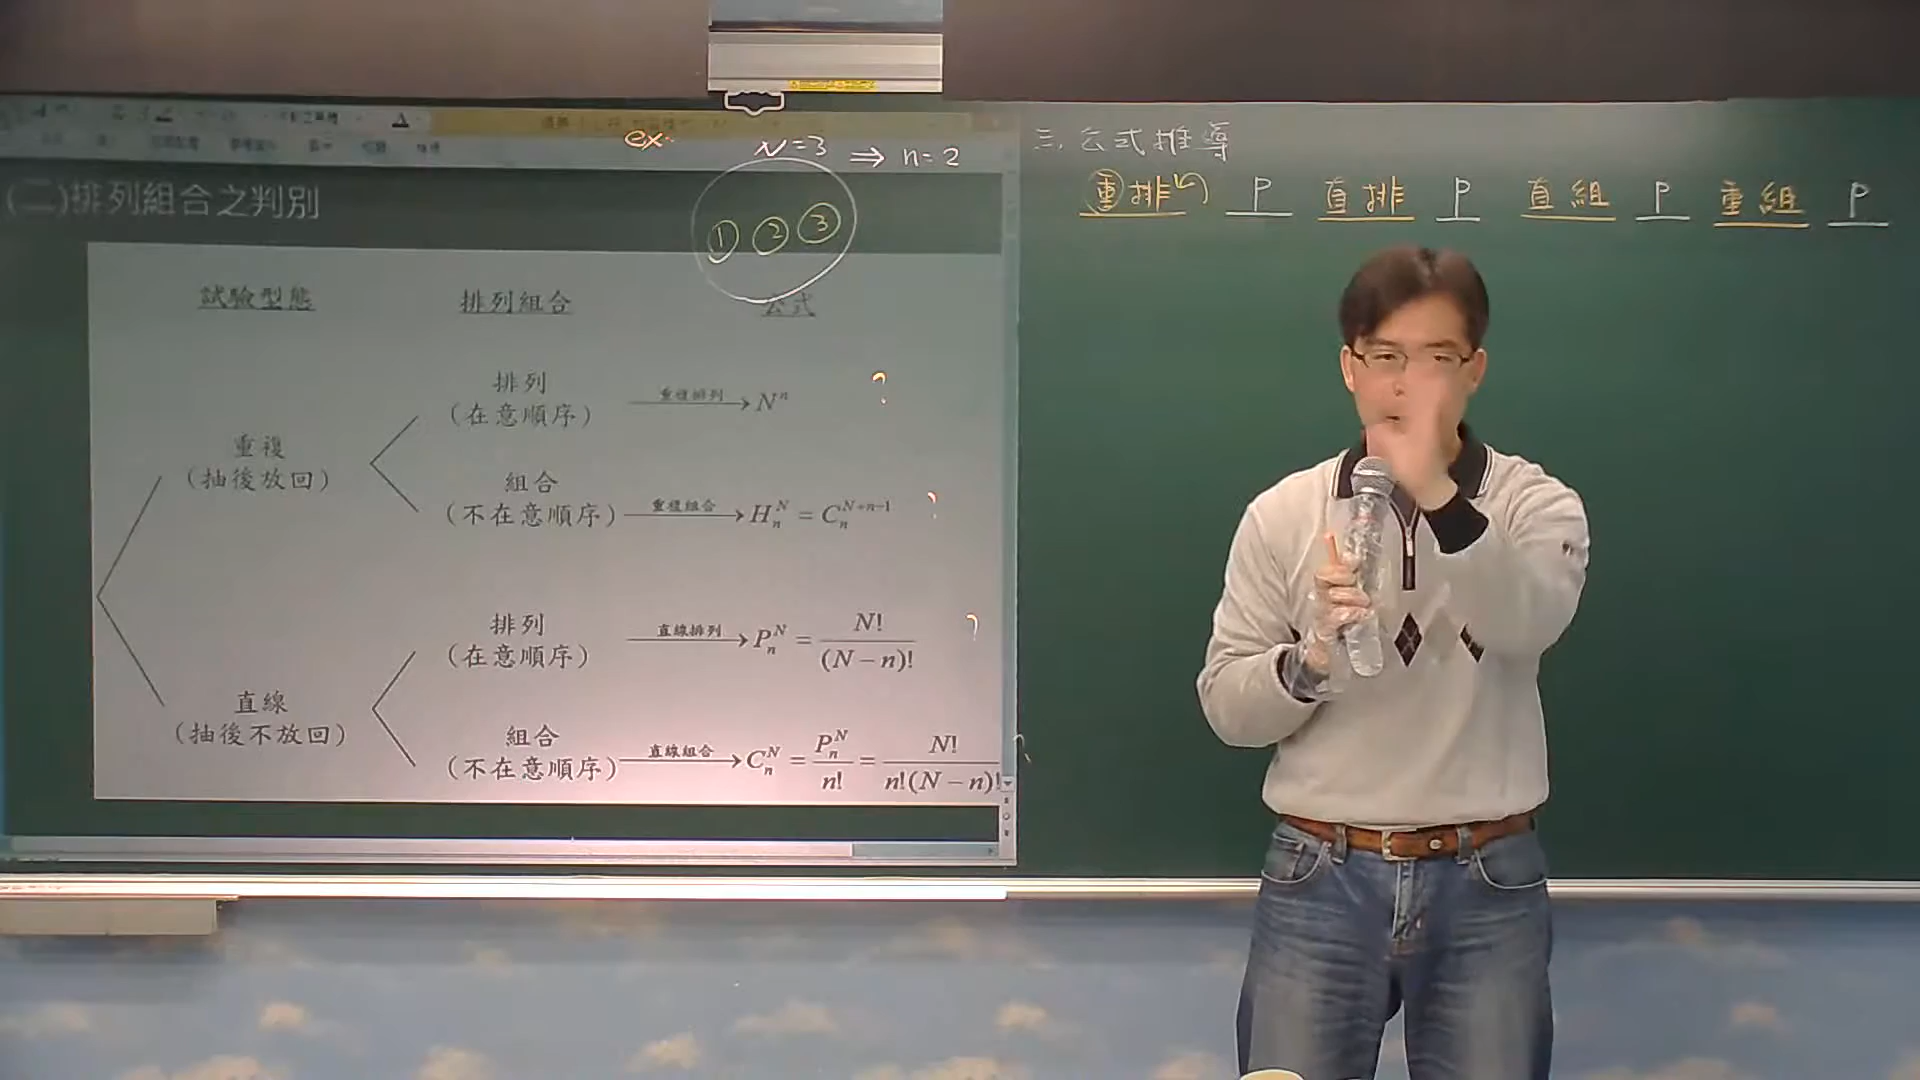 ex.
N=3 ⇒ n=2
① ② ③
(二)排列組合之判別
試驗型態 排列組合 公式
排列
(在意順序) 重複排列 Nⁿ ?
重複
(抽後放回)
組合
(不在意順序) 重複組合 H_n^N = C_n^{N+n-1} ?
排列
(在意順序) 直線排列 P_n^N = N!/(N-n)! ?
直線
(抽後不放回)
組合
(不在意順序) 直線組合 C_n^N = P_n^N/n! = N!/n!(N-n)! ?
三、公式推導
重排 P 直排 P 直組 P 重組 P